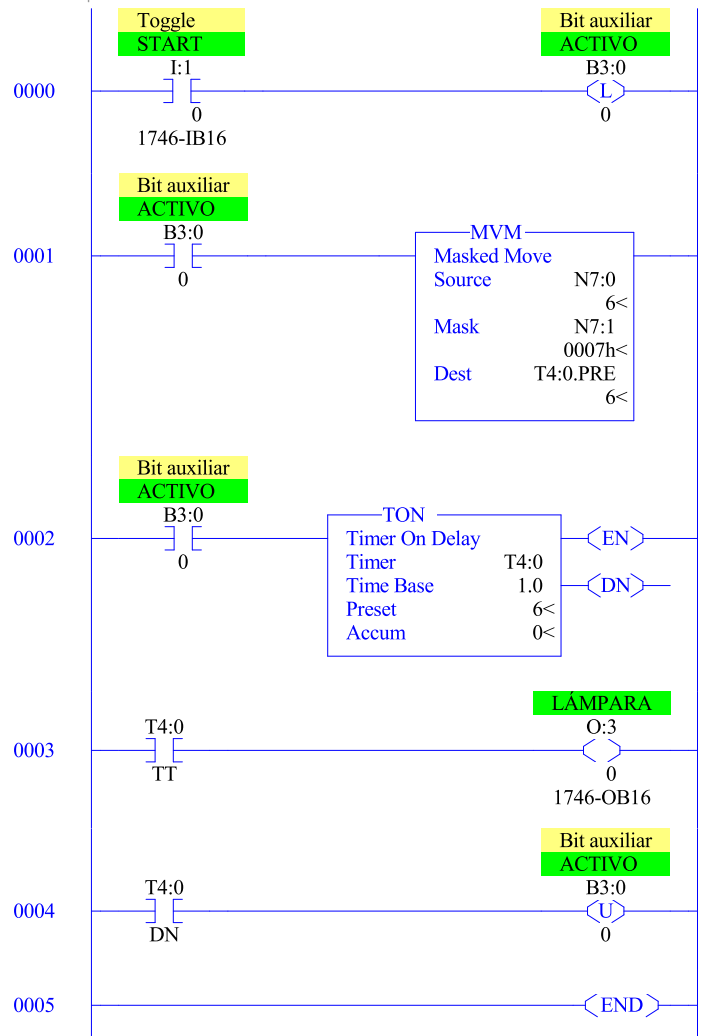 Toggle
START
I:1
0
1746-IB16
Bit auxiliar
ACTIVO
B3:0
L
0
0000
Bit auxiliar
ACTIVO
B3:0
0
0001
MVM
Masked Move
Source N7:0
6<
Mask N7:1
0007h<
Dest T4:0.PRE
6<
Bit auxiliar
ACTIVO
B3:0
0
0002
TON
Timer On Delay
Timer T4:0
Time Base 1.0
Preset 6<
Accum 0<
EN
DN
0003
T4:0
TT
LÁMPARA
O:3
0
1746-OB16
0004
T4:0
DN
Bit auxiliar
ACTIVO
B3:0
U
0
0005
END